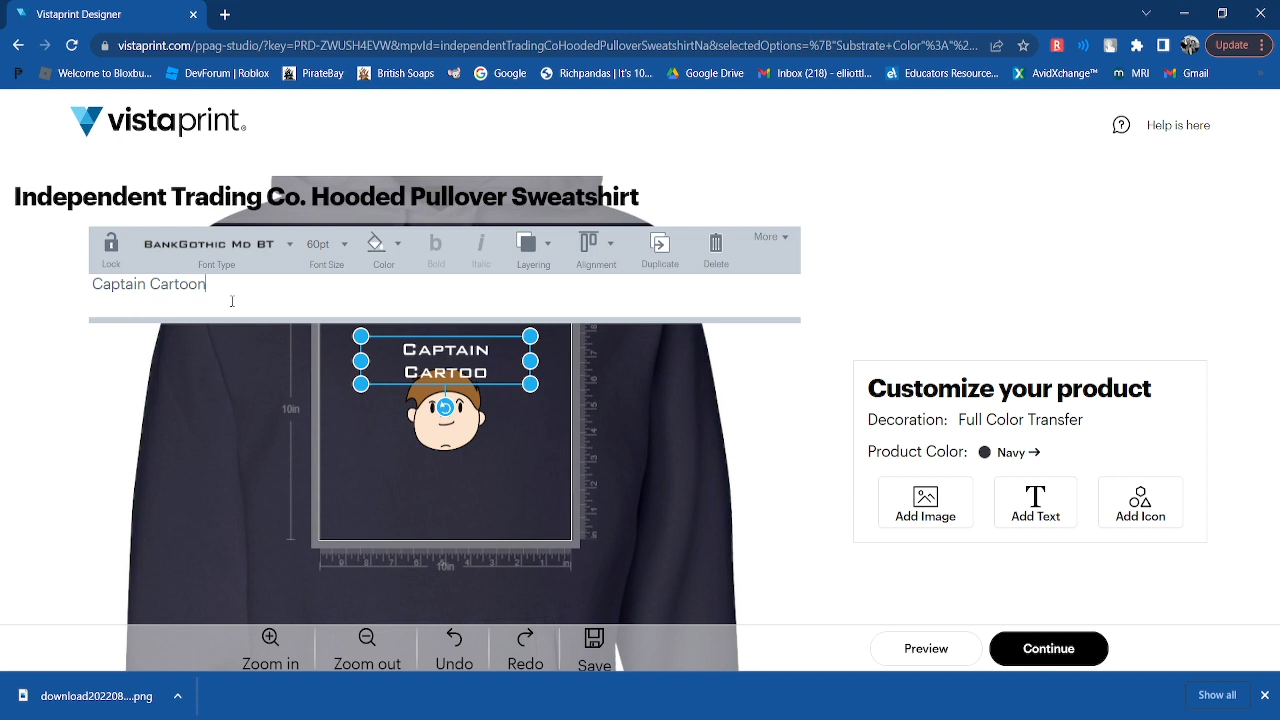 Vistaprint Designer
vistaprint.com/ppag-studio/?key=PRD-ZWUSH4EVW&mpvId=independentTradingCoHoodedPulloverSweatshirtNa&selectedOptions=%7B"Substrate+Color"%3A"%2...
Update
Welcome to Bloxbu...
DevForum | Roblox
PirateBay
British Soaps
Google
Richpandas | It's 10...
Google Drive
Inbox (218) - elliottl...
Educators Resource...
AvidXchange™
MRI
Gmail
vistaprint.
Help is here
Independent Trading Co. Hooded Pullover Sweatshirt
BankGothic Md BT
60pt
More
Lock
Font Type
Font Size
Color
Bold
Italic
Layering
Alignment
Duplicate
Delete
Captain Cartoon
Captain
Cartoo
10in
10in
Customize your product
Decoration: Full Color Transfer
Product Color: Navy →
Add Image
Add Text
Add Icon
Zoom in
Zoom out
Undo
Redo
Save
Preview
Continue
download202208....png
Show all